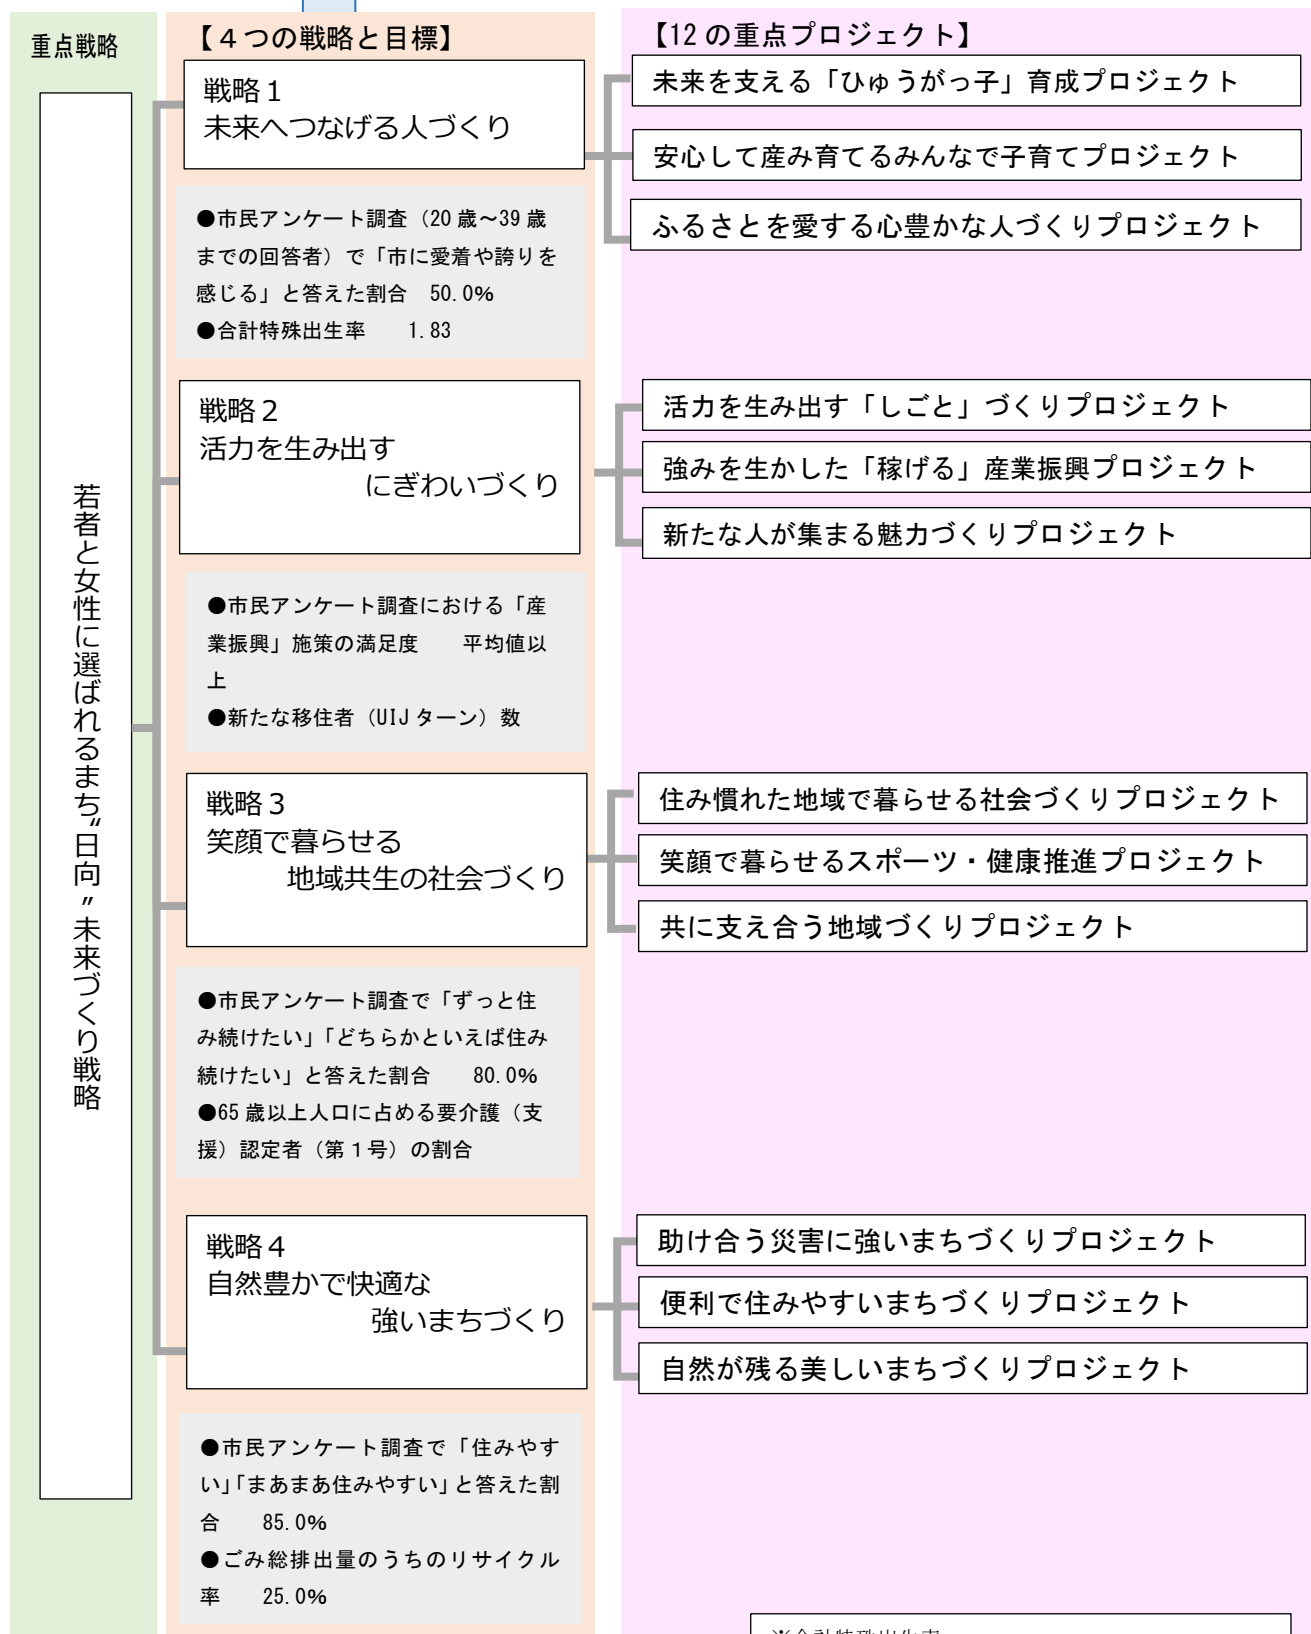 重点戦略
若者と女性に選ばれるまち“日向”未来づくり戦略
【４つの戦略と目標】
戦略１
未来へつなげる人づくり
●市民アンケート調査（20歳～39歳
までの回答者）で「市に愛着や誇りを
感じる」と答えた割合　50.0%
●合計特殊出生率　　1.83
戦略２
活力を生み出す
にぎわいづくり
●市民アンケート調査における「産
業振興」施策の満足度　　平均値以
上
●新たな移住者（UIJターン）数
戦略３
笑顔で暮らせる
地域共生の社会づくり
●市民アンケート調査で「ずっと住
み続けたい」「どちらかといえば住み
続けたい」と答えた割合　　80.0%
●65歳以上人口に占める要介護（支
援）認定者（第１号）の割合
戦略４
自然豊かで快適な
強いまちづくり
●市民アンケート調査で「住みやす
い」「まあまあ住みやすい」と答えた割
合　　85.0%
●ごみ総排出量のうちのリサイクル
率　　25.0%
【12の重点プロジェクト】
未来を支える「ひゅうがっ子」育成プロジェクト
安心して産み育てるみんなで子育てプロジェクト
ふるさとを愛する心豊かな人づくりプロジェクト
活力を生み出す「しごと」づくりプロジェクト
強みを生かした「稼げる」産業振興プロジェクト
新たな人が集まる魅力づくりプロジェクト
住み慣れた地域で暮らせる社会づくりプロジェクト
笑顔で暮らせるスポーツ・健康推進プロジェクト
共に支え合う地域づくりプロジェクト
助け合う災害に強いまちづくりプロジェクト
便利で住みやすいまちづくりプロジェクト
自然が残る美しいまちづくりプロジェクト